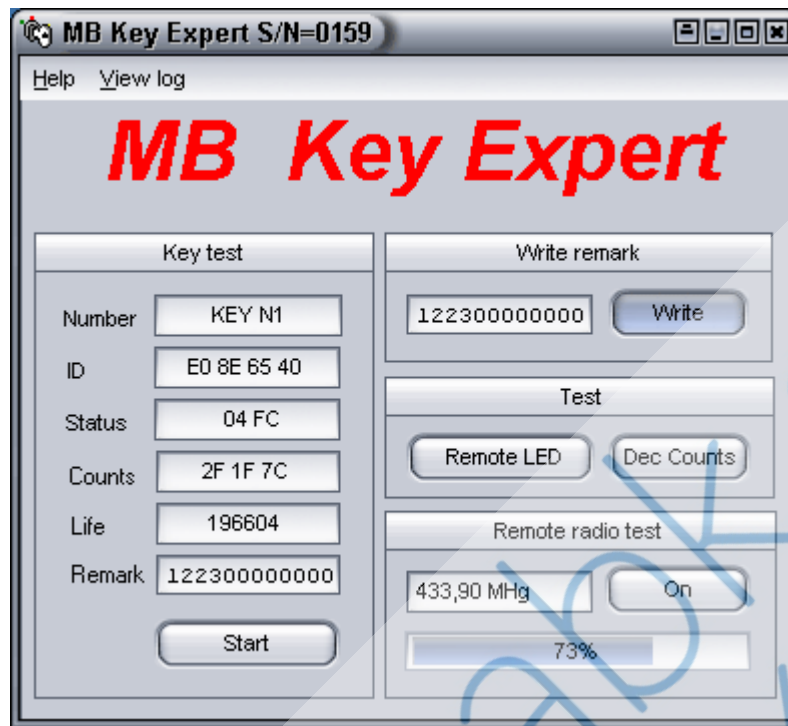 MB Key Expert S/N=0159
Help View log
MB Key Expert
Key test
Number KEY N1
ID E0 8E 65 40
Status 04 FC
Counts 2F 1F 7C
Life 196604
Remark 122300000000
Start
Write remark
122300000000 Write
Test
Remote LED Dec Counts
Remote radio test
433,90 MHg On
73%